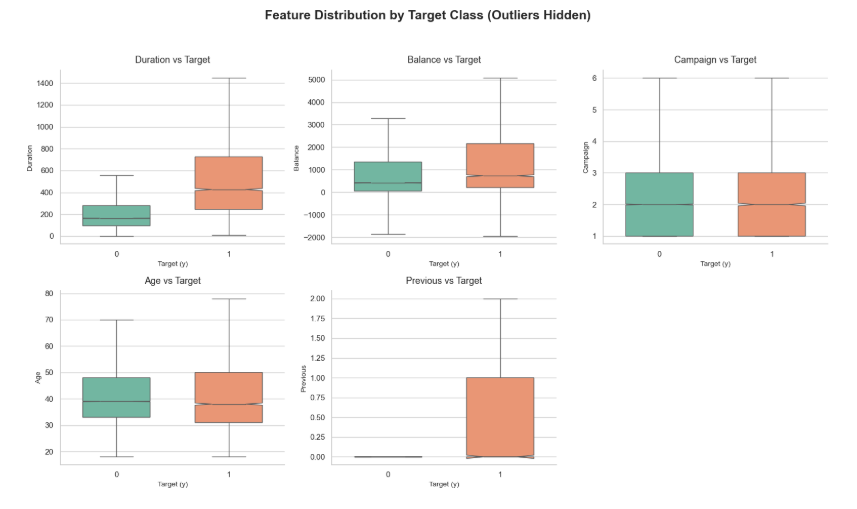 Feature Distribution by Target Class (Outliers Hidden)
Duration vs Target
Duration
1400
1200
1000
800
600
400
200
0
0 1
Target (y)
Balance vs Target
Balance
5000
4000
3000
2000
1000
0
−1000
−2000
0 1
Target (y)
Campaign vs Target
Campaign
6
5
4
3
2
1
0 1
Target (y)
Age vs Target
Age
80
70
60
50
40
30
20
0 1
Target (y)
Previous vs Target
Previous
2.00
1.75
1.50
1.25
1.00
0.75
0.50
0.25
0.00
0 1
Target (y)